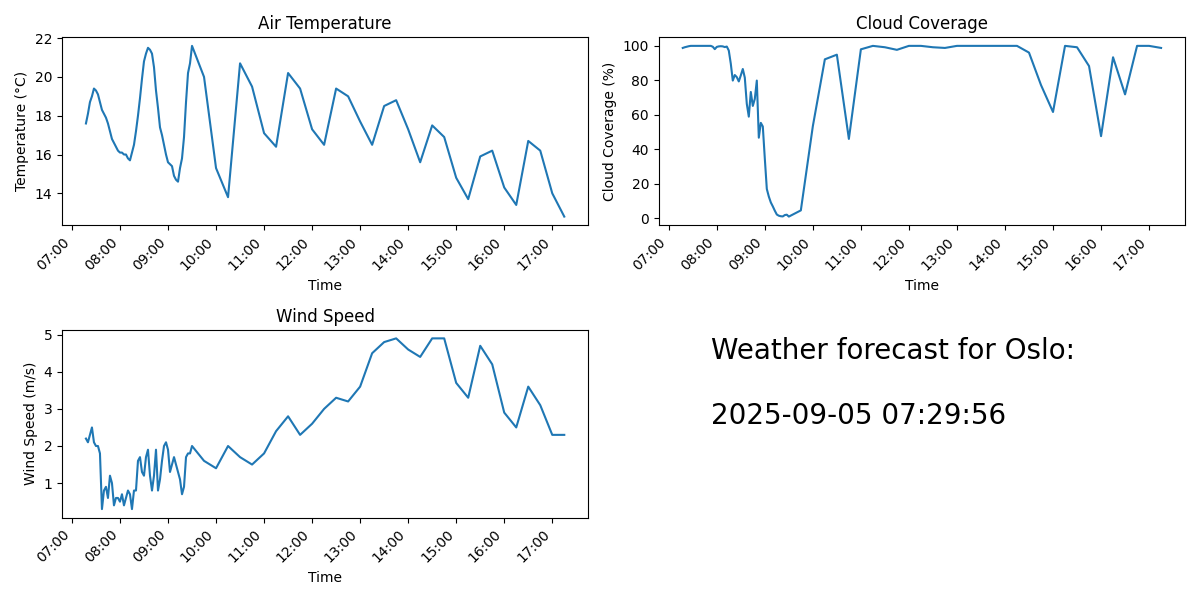 Air Temperature
Temperature (°C)
22
20
18
16
14
07:00 08:00 09:00 10:00 11:00 12:00 13:00 14:00 15:00 16:00 17:00
Time
Cloud Coverage
Cloud Coverage (%)
100
80
60
40
20
0
07:00 08:00 09:00 10:00 11:00 12:00 13:00 14:00 15:00 16:00 17:00
Time
Wind Speed
Wind Speed (m/s)
5
4
3
2
1
07:00 08:00 09:00 10:00 11:00 12:00 13:00 14:00 15:00 16:00 17:00
Time
Weather forecast for Oslo:
2025-09-05 07:29:56